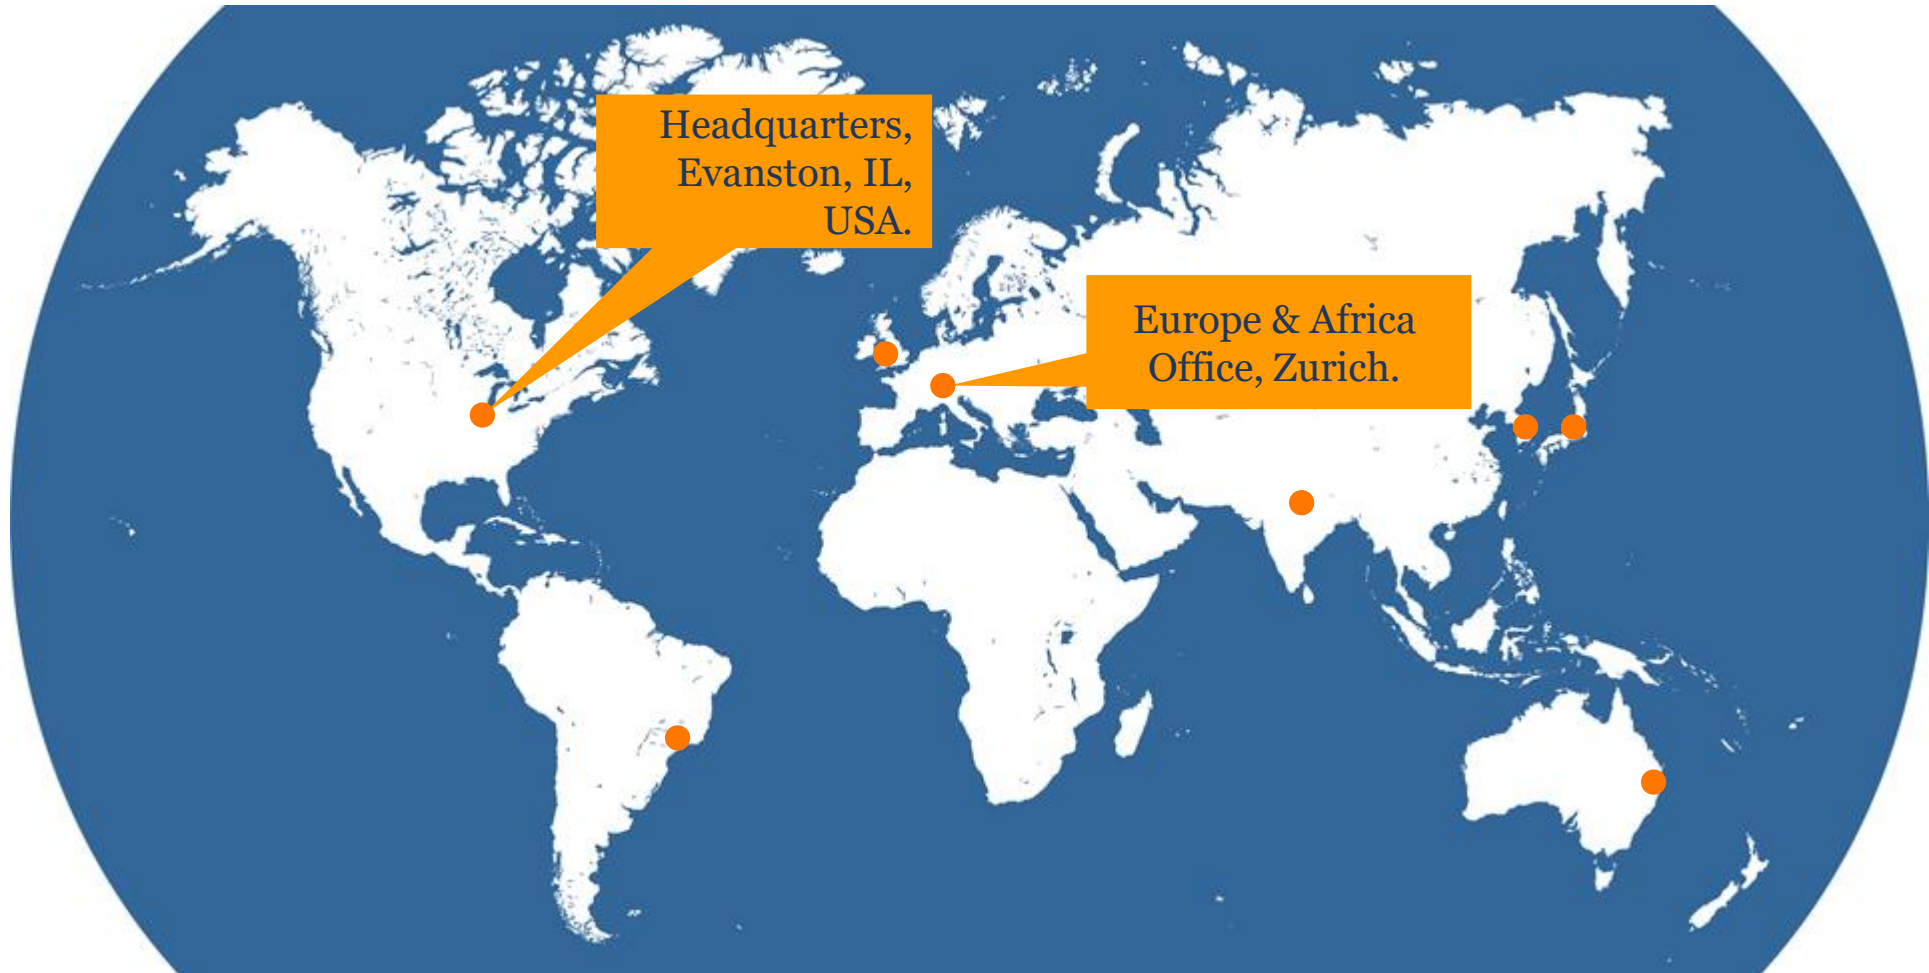 Headquarters,
Evanston, IL,
USA.
Europe & Africa
Office, Zurich.